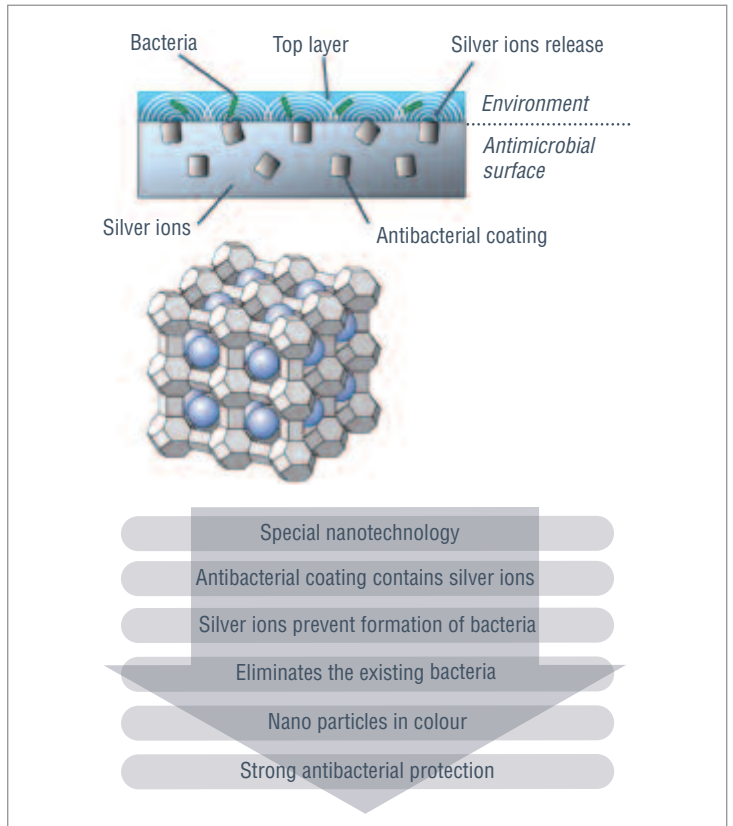 Bacteria
Top layer
Silver ions release
Environment
Antimicrobial
surface
Silver ions
Antibacterial coating
Special nanotechnology
Antibacterial coating contains silver ions
Silver ions prevent formation of bacteria
Eliminates the existing bacteria
Nano particles in colour
Strong antibacterial protection